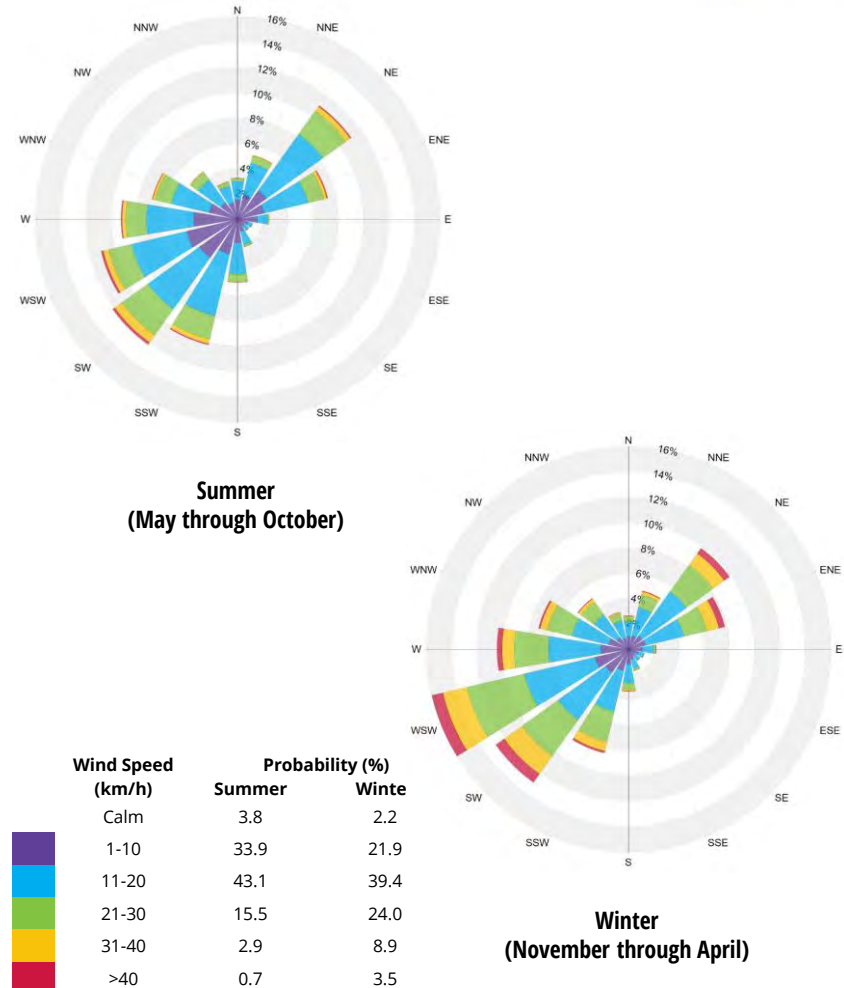 N
NNE
NE
ENE
E
ESE
SE
SSE
S
SSW
SW
WSW
W
WNW
NW
NNW
16%
14%
12%
10%
8%
6%
4%
2%
Summer
(May through October)
N
NNE
NE
ENE
E
ESE
SE
SSE
S
SSW
SW
WSW
W
WNW
NW
NNW
16%
14%
12%
10%
8%
6%
4%
2%
Winter
(November through April)
Wind Speed Probability (%)
(km/h) Summer Winte
Calm 3.8 2.2
1-10 33.9 21.9
11-20 43.1 39.4
21-30 15.5 24.0
31-40 2.9 8.9
>40 0.7 3.5